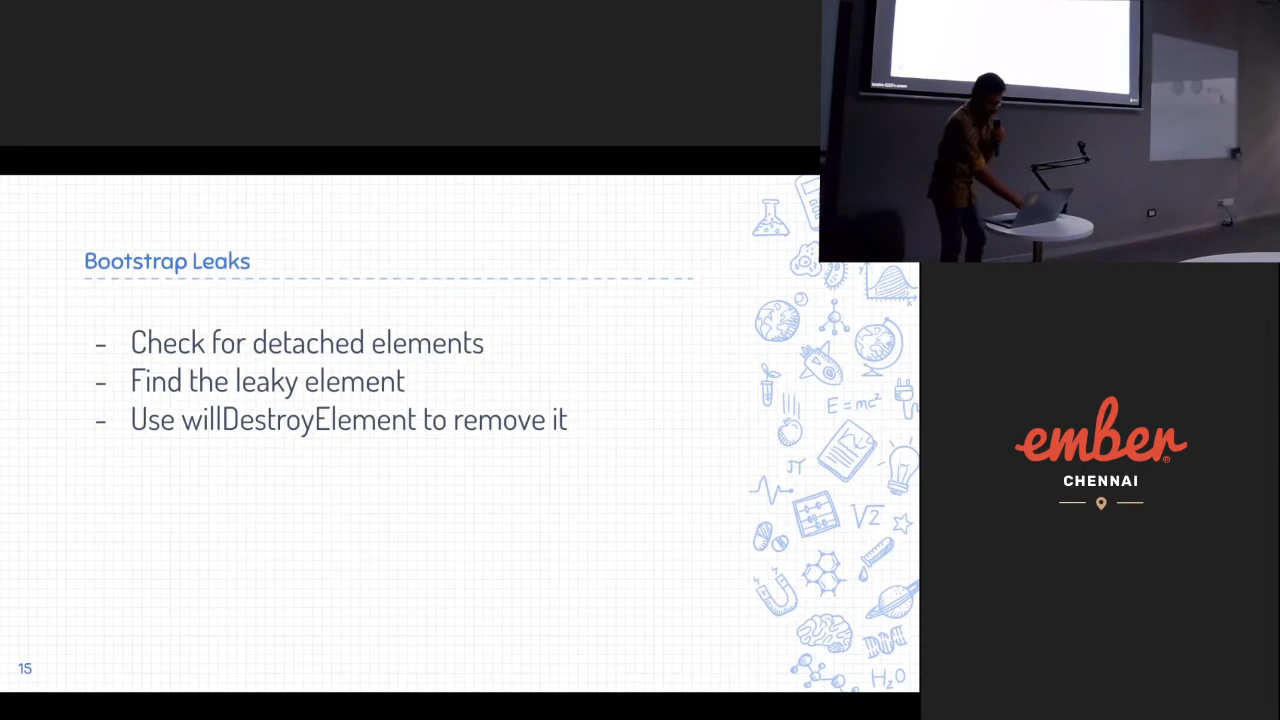 Bootstrap Leaks
- Check for detached elements
- Find the leaky element
- Use willDestroyElement to remove it
E=mc²
π
√2
H₂O
15
ember®
CHENNAI